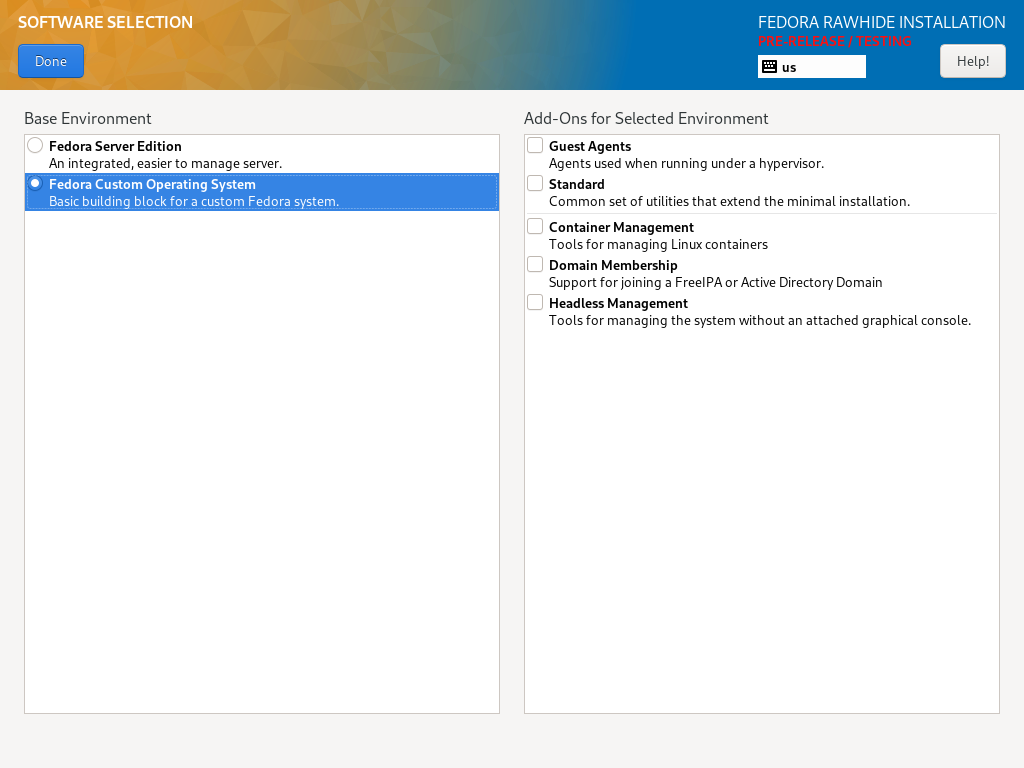 SOFTWARE SELECTION
Done
FEDORA RAWHIDE INSTALLATION
PRE-RELEASE / TESTING
us
Help!
Base Environment
Fedora Server Edition
An integrated, easier to manage server.
Fedora Custom Operating System
Basic building block for a custom Fedora system.
Add-Ons for Selected Environment
Guest Agents
Agents used when running under a hypervisor.
Standard
Common set of utilities that extend the minimal installation.
Container Management
Tools for managing Linux containers
Domain Membership
Support for joining a FreeIPA or Active Directory Domain
Headless Management
Tools for managing the system without an attached graphical console.